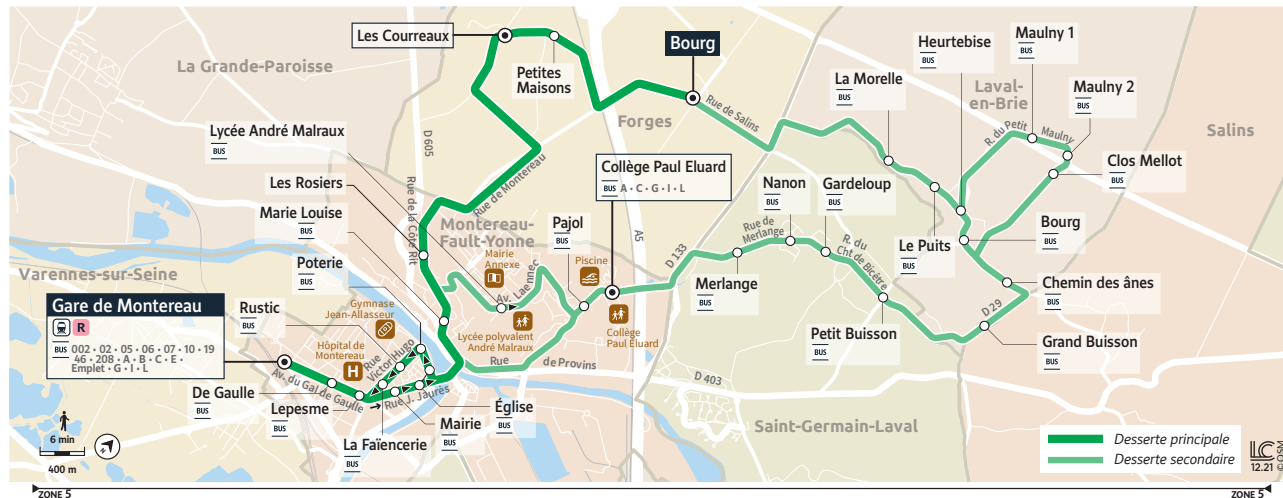 Les Courreaux
Petites
Maisons
Bourg
La Grande-Paroisse
Forges
Rue de Salins
La Morelle
BUS
Heurtebise
BUS
Maulny 1
BUS
Laval-
en-Brie
Maulny 2
BUS
R. du Petit
Maulny
Salins
Clos Mellot
BUS
Lycée André Malraux
BUS
D 605
Rue de la Côte Rit
Rue de Montereau
Collège Paul Eluard
BUS A • C • G • I • L
Les Rosiers
Marie Louise
BUS
Montereau-
Fault-Yonne
Mairie
Annexe
Av. Laennec
Pajol
BUS
Piscine
A5
D 133
Nanon
BUS
Gardeloup
BUS
Rue de
Merlange
R. du
Cht de Bicêtre
Le Puits
BUS
Bourg
BUS
Varennes-sur-Seine
Poterie
BUS
Merlange
BUS
Chemin des ânes
BUS
Gare de Montereau
R
BUS 002 • 02 • 05 • 06 • 07 • 10 • 19
46 • 208 • A • B • C • E •
Emplet • G • I • L
Rustic
BUS
Gymnase
Jean-Allasseur
Hôpital de
Montereau
H
Rue
Victor Hugo
Lycée polyvalent
André Malraux
Collège
Paul Eluard
Petit Buisson
BUS
D 29
Grand Buisson
BUS
Rue de Provins
Av. du Gal de Gaulle
Rue J. Jaurès
De Gaulle
BUS
Lepesme
BUS
La Faïencerie
BUS
Mairie
BUS
Église
BUS
D 403
Saint-Germain-Laval
6 min
400 m
Desserte principale
Desserte secondaire
LC
12.21
© OSM
ZONE 5
ZONE 5